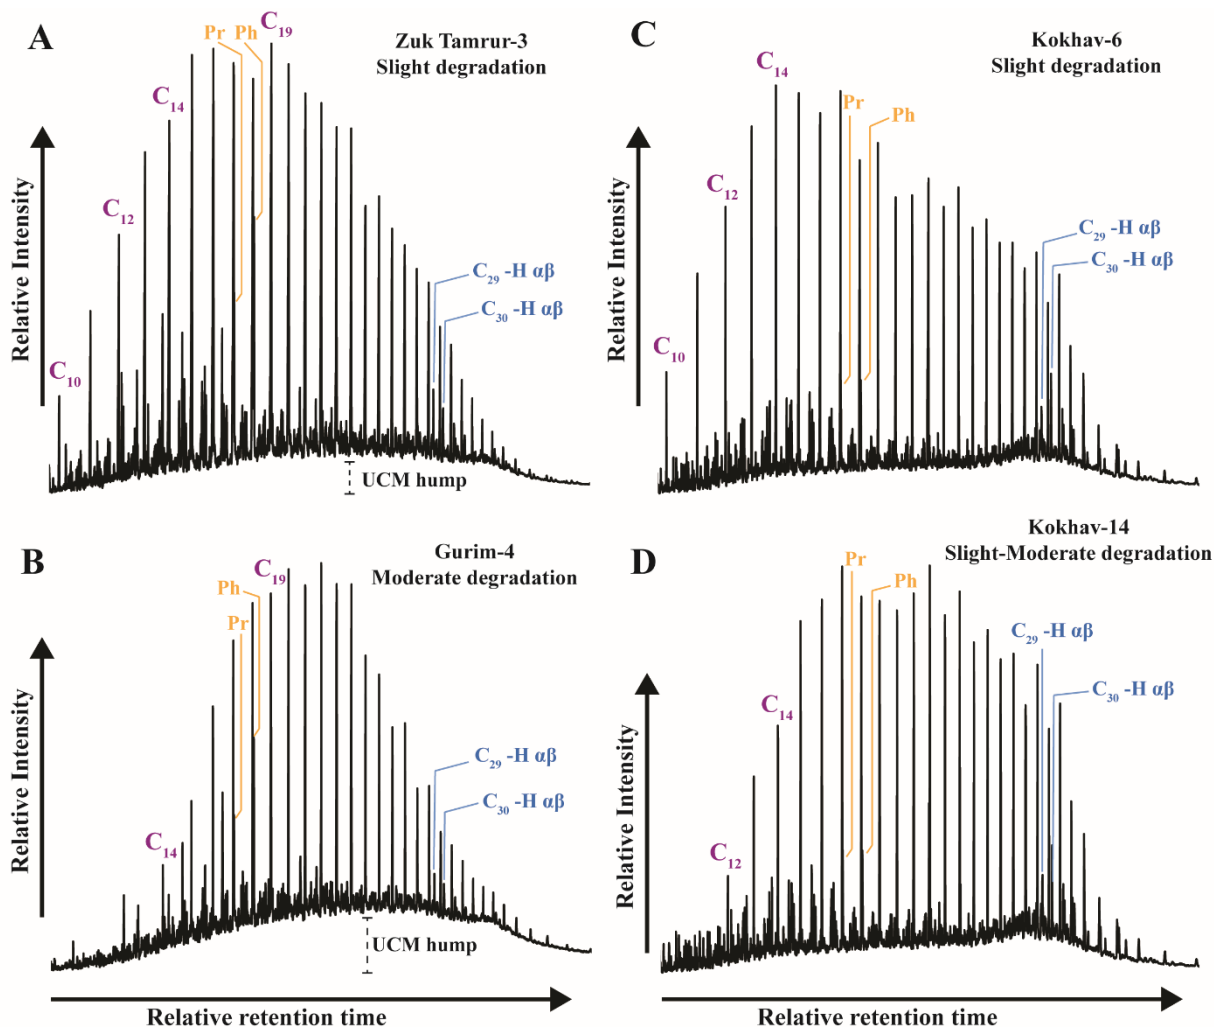 A
Zuk Tamrur-3
Slight degradation
Pr
Ph
C19
C14
C12
C10
C29 -H αβ
C30 -H αβ
UCM hump
Relative Intensity
C
Kokhav-6
Slight degradation
C14
Pr
Ph
C12
C10
C29 -H αβ
C30 -H αβ
Relative Intensity
B
Gurim-4
Moderate degradation
C19
Ph
Pr
C14
C29 -H αβ
C30 -H αβ
UCM hump
Relative Intensity
Relative retention time
D
Kokhav-14
Slight-Moderate degradation
Pr
Ph
C29 -H αβ
C30 -H αβ
C14
C12
Relative Intensity
Relative retention time